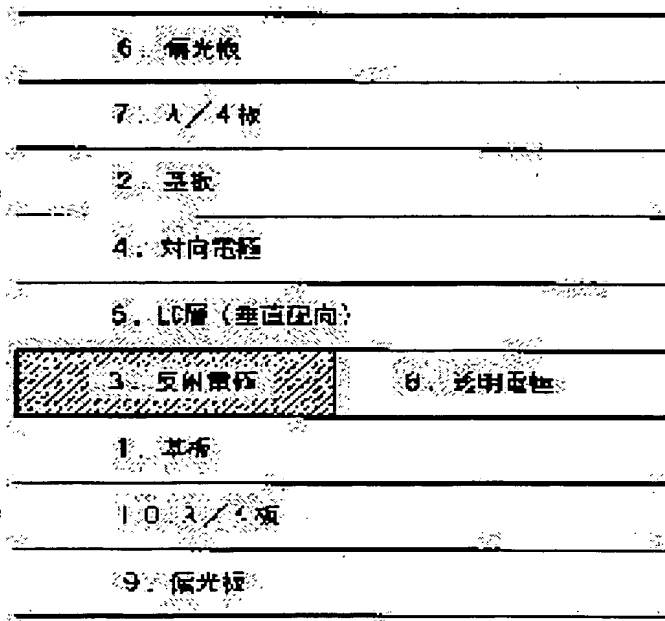 6. 偏光板
7. λ／4板
2. 基板
4. 対向電極
5. LC層（垂直配向）
3. 反射電極 8. 透明電極
1. 基板
10. λ／4板
9. 偏光板